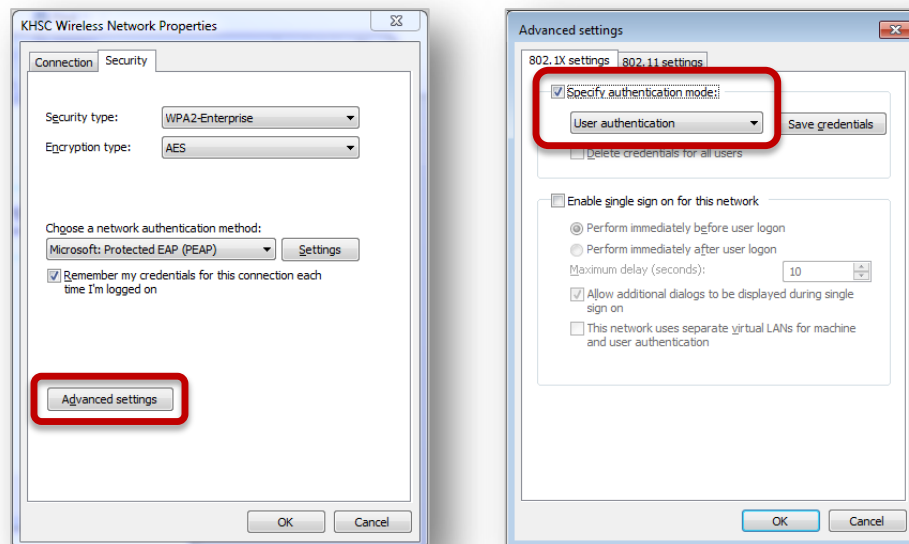 KHSC Wireless Network Properties
Connection Security
Security type: WPA2-Enterprise
Encryption type: AES
Choose a network authentication method:
Microsoft: Protected EAP (PEAP) Settings
Remember my credentials for this connection each
time I'm logged on
Advanced settings
OK Cancel
Advanced settings
802.1X settings 802.11 settings
Specify authentication mode:
User authentication Save credentials
Delete credentials for all users
Enable single sign on for this network
Perform immediately before user logon
Perform immediately after user logon
Maximum delay (seconds): 10
Allow additional dialogs to be displayed during single
sign on
This network uses separate virtual LANs for machine
and user authentication
OK Cancel